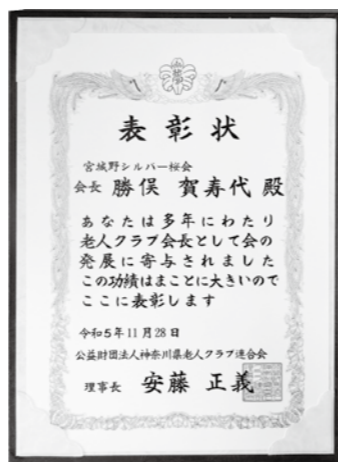 表彰状
宮城野シルバー桜会
会長 勝俣 賀寿代 殿
あなたは多年にわたり
老人クラブ会長として会の
発展に寄与されました
この功績はまことに大きいので
ここに表彰します
令和5年11月28日
公益財団法人神奈川県老人クラブ連合会
理事長 安藤 正義